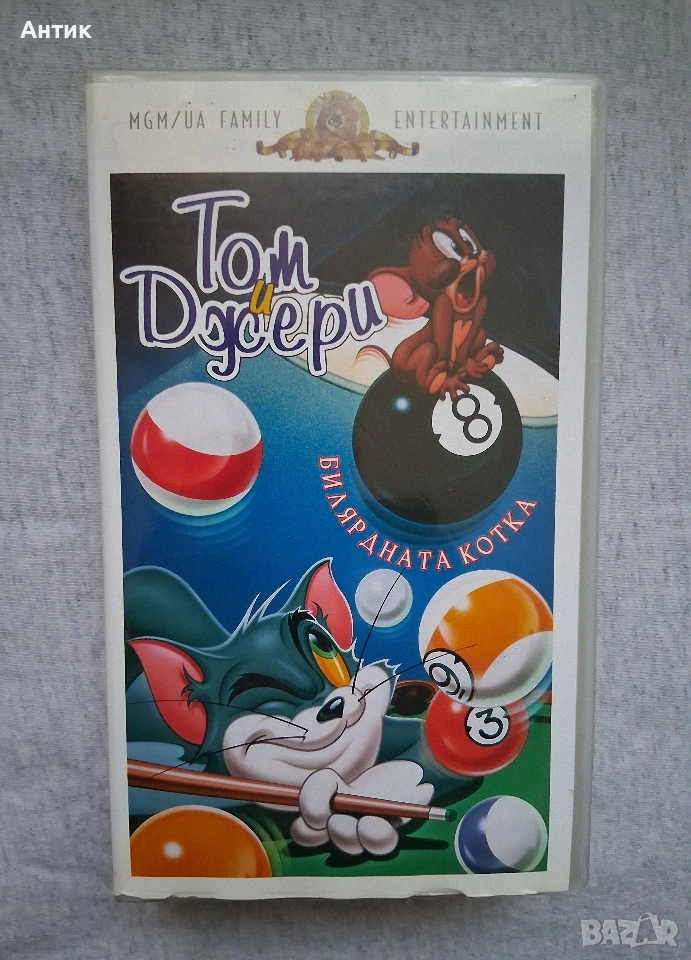 Антик
MGM/UA FAMILY ENTERTAINMENT
Том
и
Джери
8
БИЛЯРДНАТА КОТКА
9
3
BAZAR